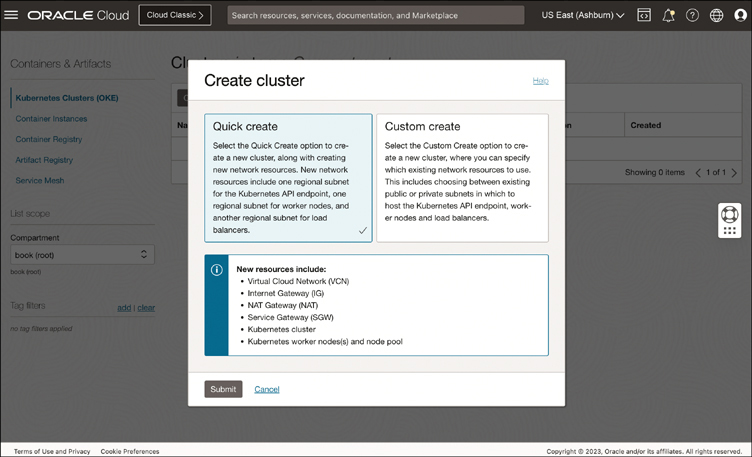 ORACLE Cloud
Cloud Classic >
Search resources, services, documentation, and Marketplace
US East (Ashburn)
Containers & Artifacts
Kubernetes Clusters (OKE)
Container Instances
Container Registry
Artifact Registry
Service Mesh
List scope
Compartment
book (root)
book (root)
Tag filters
add | clear
no tag filters applied
Created
Showing 0 items < 1 of 1 >
Create cluster
Help
Quick create
Select the Quick Create option to cre-
ate a new cluster, along with creating
new network resources. New network
resources include one regional subnet
for the Kubernetes API endpoint, one
regional subnet for worker nodes, and
another regional subnet for load
balancers.
Custom create
Select the Custom Create option to cre-
ate a new cluster, where you can specify
which existing network resources to use.
This includes choosing between existing
public or private subnets in which to
host the Kubernetes API endpoint, work-
er nodes and load balancers.
New resources include:
• Virtual Cloud Network (VCN)
• Internet Gateway (IG)
• NAT Gateway (NAT)
• Service Gateway (SGW)
• Kubernetes cluster
• Kubernetes worker nodes(s) and node pool
Submit
Cancel
Terms of Use and Privacy
Cookie Preferences
Copyright © 2023, Oracle and/or its affiliates. All rights reserved.